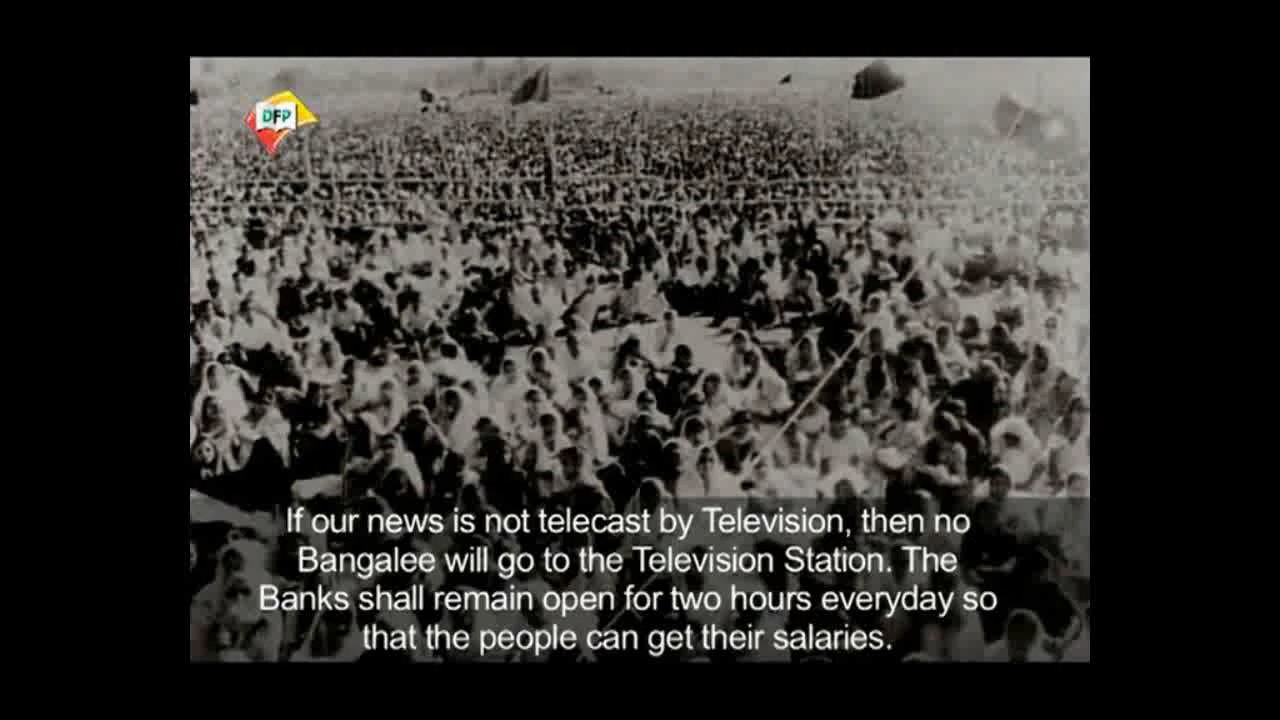 DFP
If our news is not telecast by Television, then no
Bangalee will go to the Television Station. The
Banks shall remain open for two hours everyday so
that the people can get their salaries.